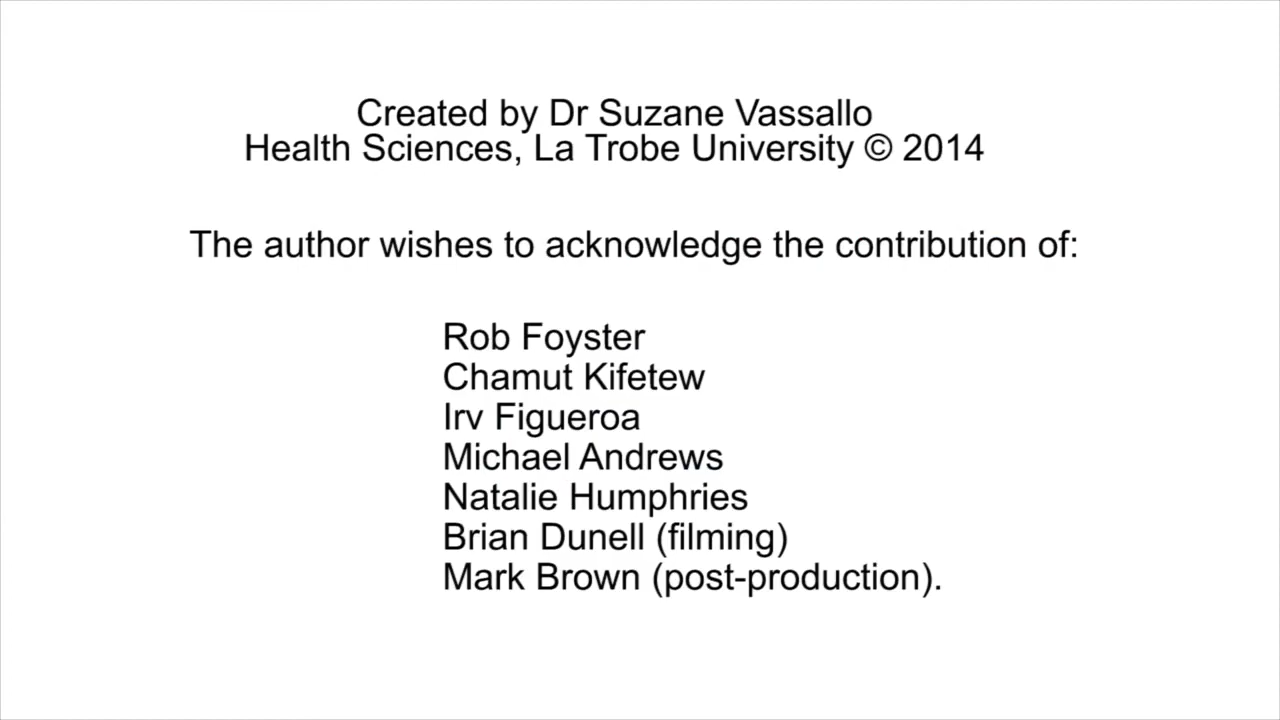 Created by Dr Suzane Vassallo
Health Sciences, La Trobe University © 2014
The author wishes to acknowledge the contribution of:
Rob Foyster
Chamut Kifetew
Irv Figueroa
Michael Andrews
Natalie Humphries
Brian Dunell (filming)
Mark Brown (post-production).